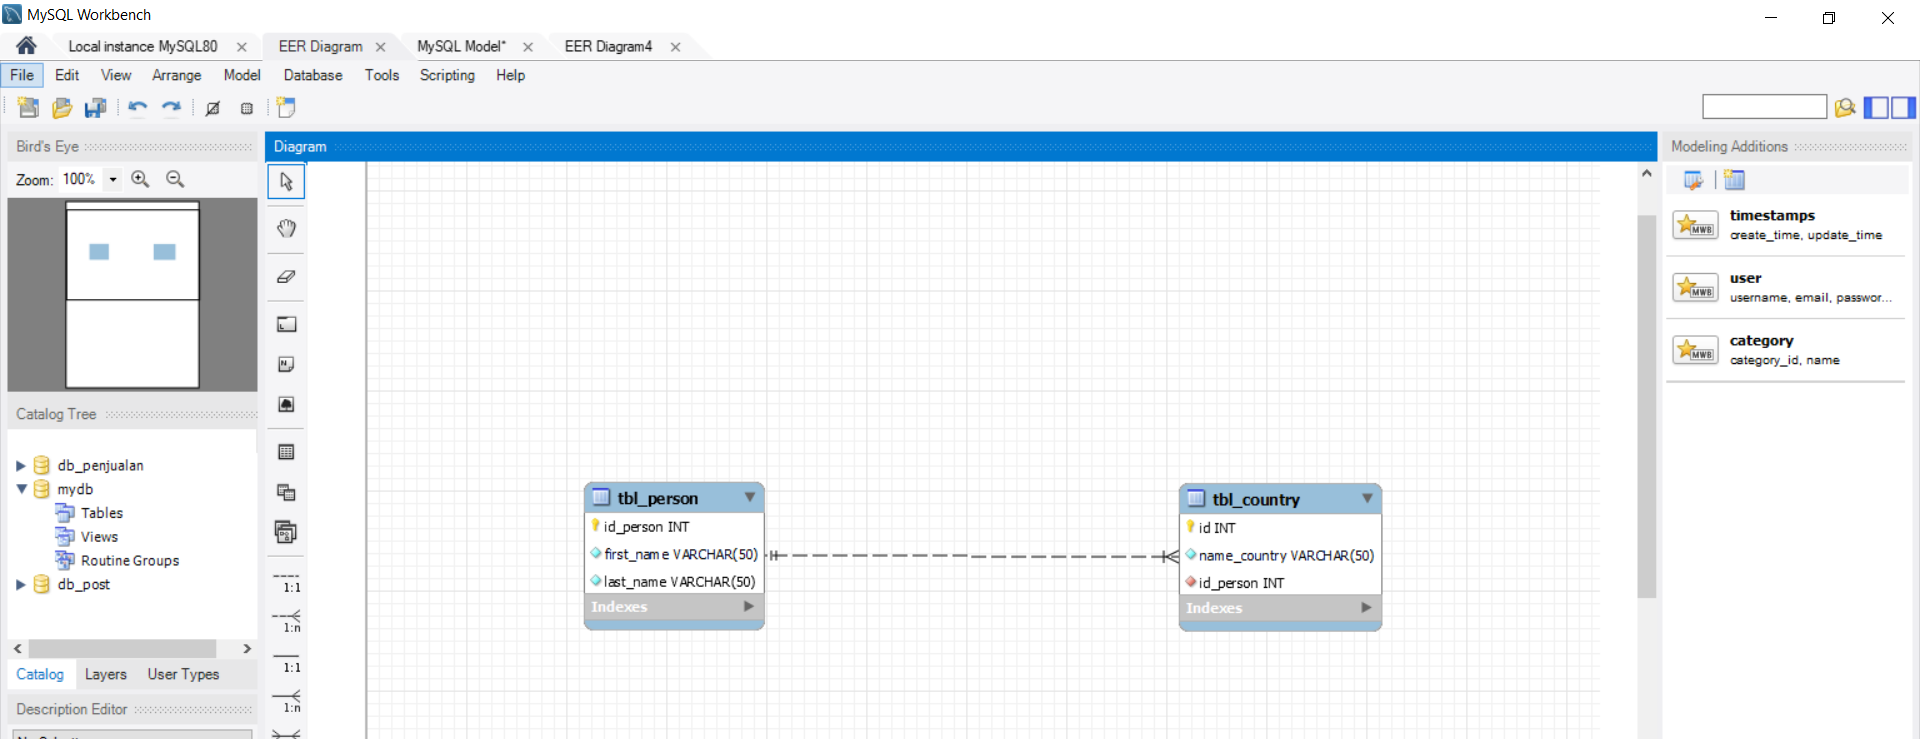 MySQL Workbench
Local instance MySQL80
EER Diagram
MySQL Model*
EER Diagram4
File Edit View Arrange Model Database Tools Scripting Help
Bird's Eye
Zoom: 100%
Diagram
Modeling Additions
timestamps
create_time, update_time
user
username, email, passwor...
category
category_id, name
Catalog Tree
db_penjualan
mydb
Tables
Views
Routine Groups
db_post
Catalog Layers User Types
Description Editor
1:1
1:n
1:1
1:n
tbl_person
id_person INT
first_name VARCHAR(50)
last_name VARCHAR(50)
Indexes
tbl_country
id INT
name_country VARCHAR(50)
id_person INT
Indexes